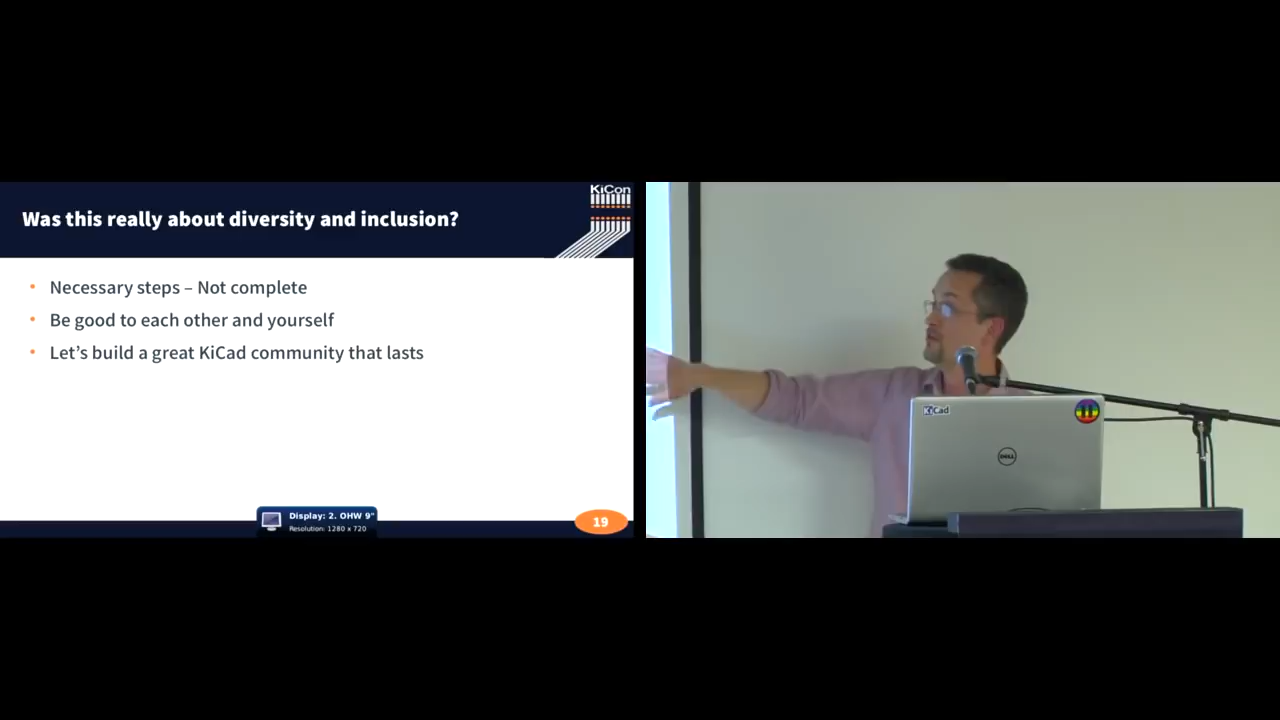 KiCon
Was this really about diversity and inclusion?
• Necessary steps – Not complete
• Be good to each other and yourself
• Let's build a great KiCad community that lasts
Display: 2. OHW 9"
Resolution: 1280 x 720
19
KiCad
DELL